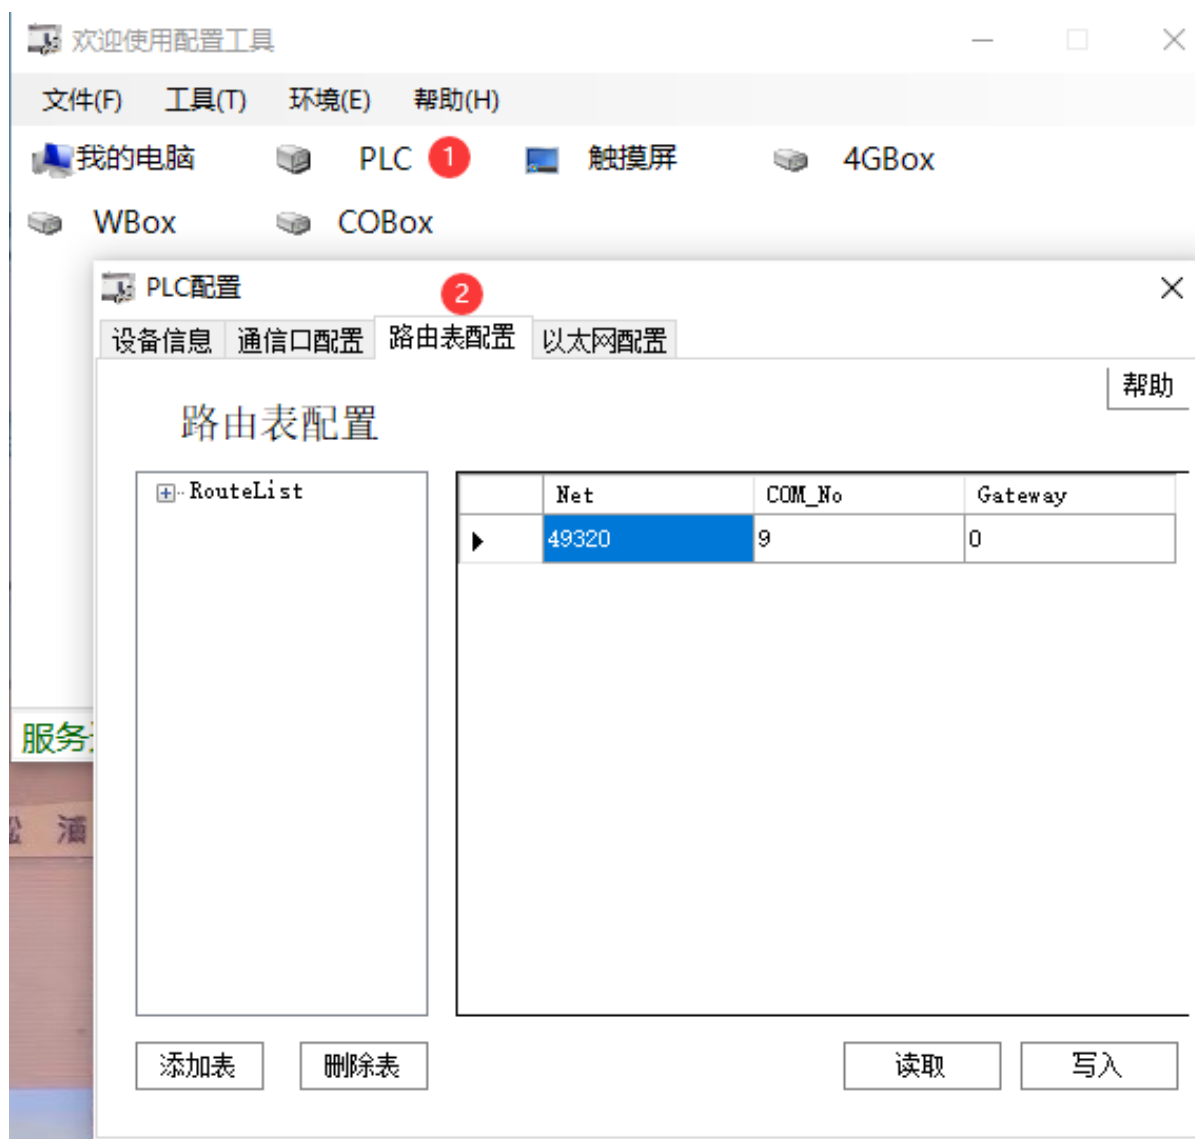 欢迎使用配置工具
文件(F) 工具(T) 环境(E) 帮助(H)
我的电脑 PLC 1 触摸屏 4GBox
WBox COBox
PLC配置 2
设备信息 通信口配置 路由表配置 以太网配置
帮助
路由表配置
RouteList
Net COM_No Gateway
49320 9 0
服务
浦
添加表 删除表 读取 写入